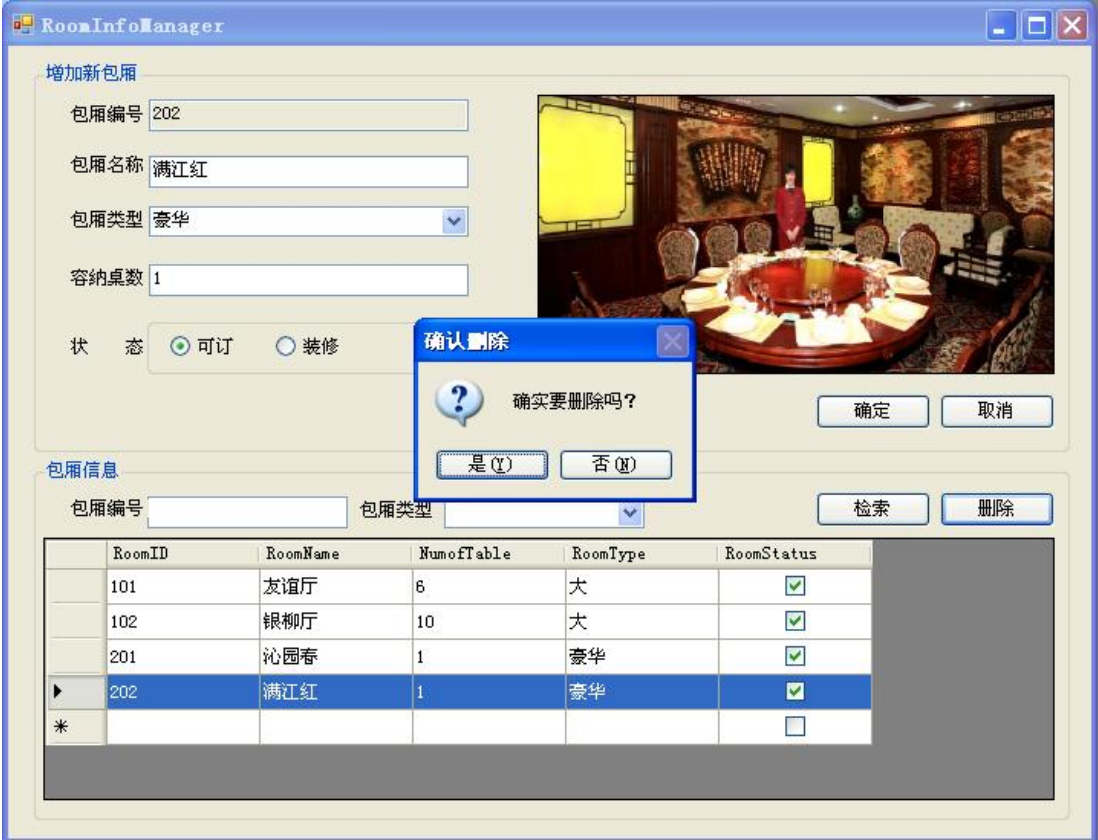 RoomInfoManager
增加新包厢
包厢编号 202
包厢名称 满江红
包厢类型 豪华
容纳桌数 1
状 态 可订 装修
确认删除
确实要删除吗?
是(Y) 否(N)
确定 取消
包厢信息
包厢编号 包厢类型 检索 删除
RoomID RoomName NumofTable RoomType RoomStatus
101 友谊厅 6 大
102 银柳厅 10 大
201 沁园春 1 豪华
202 满江红 1 豪华